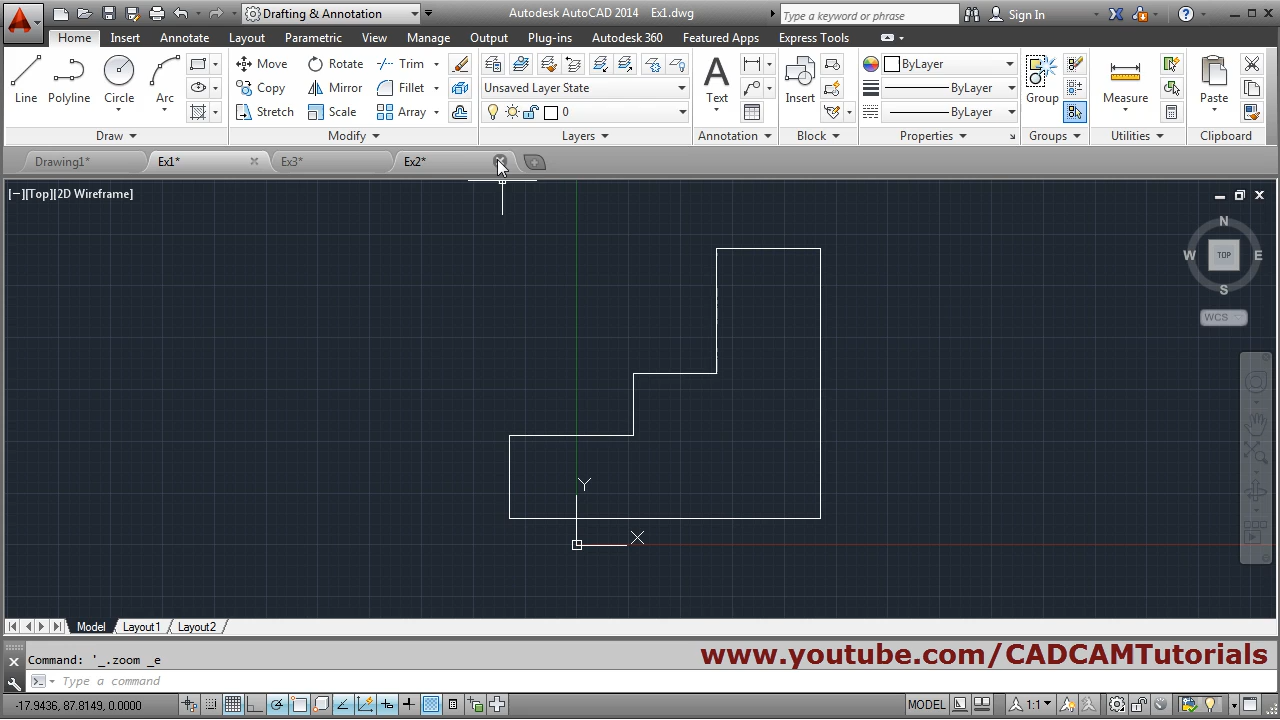 Drafting & Annotation
Autodesk AutoCAD 2014 Ex1.dwg
Type a keyword or phrase
Sign In
Home Insert Annotate Layout Parametric View Manage Output Plug-ins Autodesk 360 Featured Apps Express Tools
Line Polyline Circle Arc
Draw
Move Rotate Trim
Copy Mirror Fillet
Stretch Scale Array
Modify
Unsaved Layer State
0
Layers
Text
Annotation
Insert
Block
ByLayer
ByLayer
ByLayer
Properties
Group
Groups
Measure
Utilities
Paste
Clipboard
Drawing1* Ex1* Ex3* Ex2*
[−][Top][2D Wireframe]
N
W TOP E
S
WCS
Y
X
Model Layout1 Layout2
Command: '_.zoom _e
www.youtube.com/CADCAMTutorials
Type a command
-17.9436, 87.8149, 0.0000
MODEL
1:1